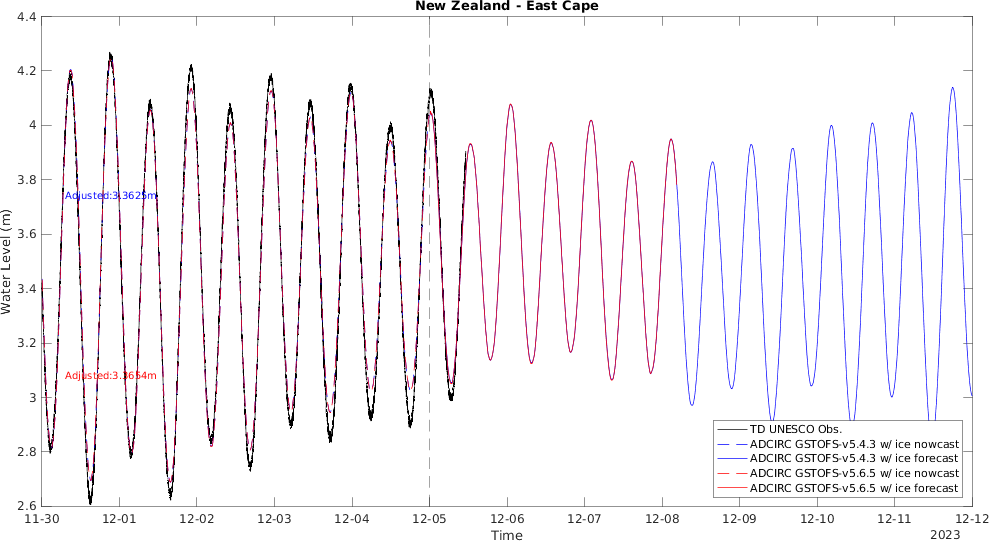 New Zealand - East Cape
4.4
4.2
4
3.8
3.6
3.4
3.2
3
2.8
2.6
Water Level (m)
Adjusted:3.3625m
Adjusted:3.3654m
TD UNESCO Obs.
ADCIRC GSTOFS-v5.4.3 w/ ice nowcast
ADCIRC GSTOFS-v5.4.3 w/ ice forecast
ADCIRC GSTOFS-v5.6.5 w/ ice nowcast
ADCIRC GSTOFS-v5.6.5 w/ ice forecast
11-30 12-01 12-02 12-03 12-04 12-05 12-06 12-07 12-08 12-09 12-10 12-11 12-12
Time
2023